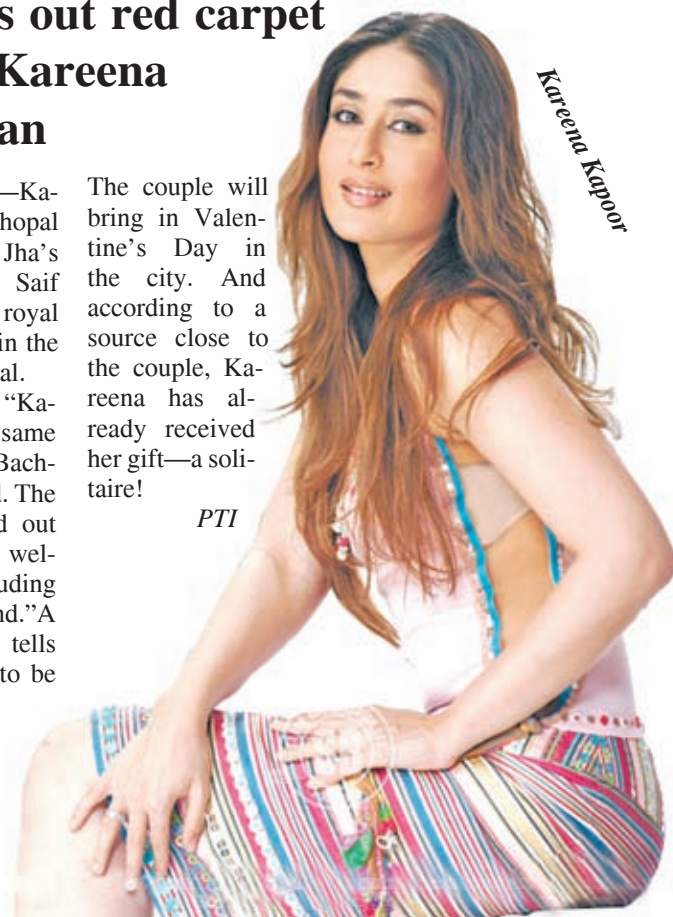 s out red carpet
Kareena
an
—Ka-
hopal
Jha's
Saif
royal
in the
al.
“Ka-
same
Bach-
l. The
d out
wel-
uding
nd.”A
tells
to be
The couple will
bring in Valen-
tine's Day in
the city. And
according to a
source close to
the couple, Ka-
reena has al-
ready received
her gift—a soli-
taire!
PTI
Kareena Kapoor